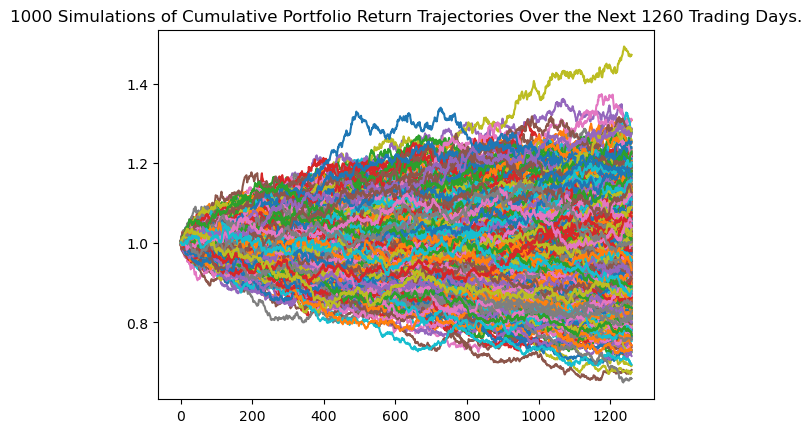 1000 Simulations of Cumulative Portfolio Return Trajectories Over the Next 1260 Trading Days.
1.4
1.2
1.0
0.8
0 200 400 600 800 1000 1200